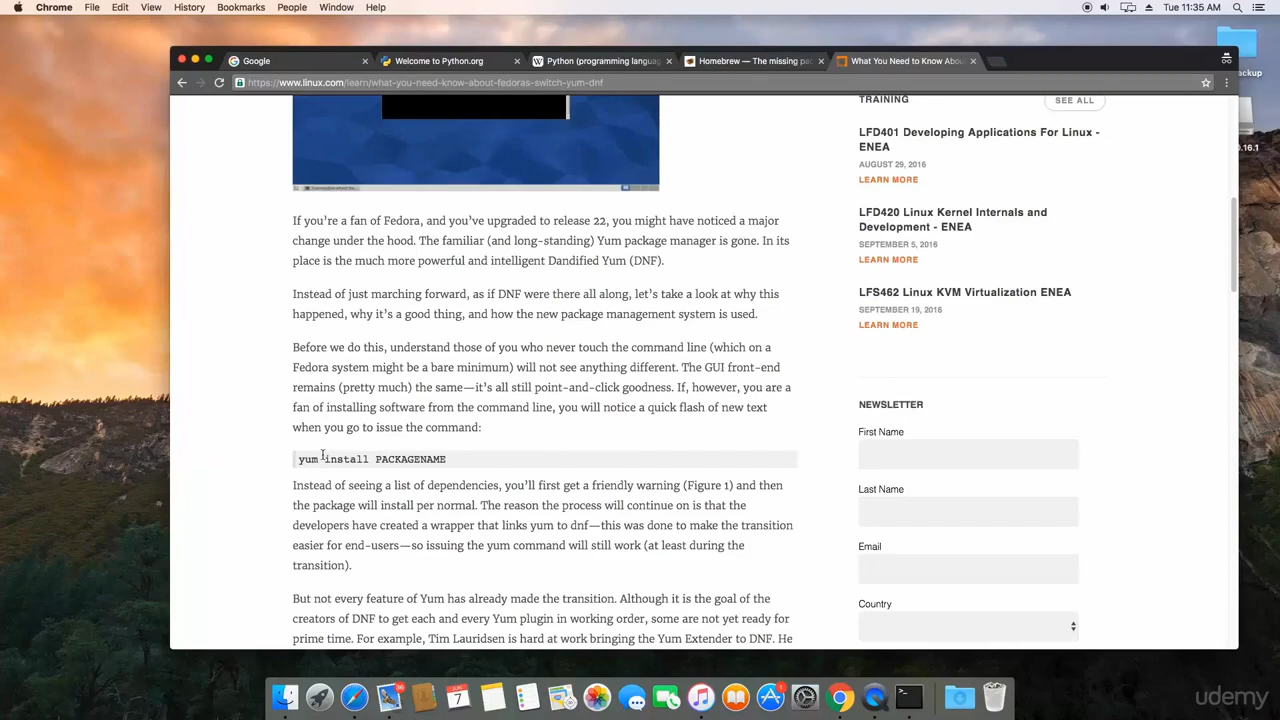 Chrome File Edit View History Bookmarks People Window Help
Tue 11:35 AM
Google
Welcome to Python.org
Python (programming languag
Homebrew — The missing pa
What You Need to Know Abou
https://www.linux.com/learn/what-you-need-know-about-fedoras-switch-yum-dnf
If you're a fan of Fedora, and you've upgraded to release 22, you might have noticed a major
change under the hood. The familiar (and long-standing) Yum package manager is gone. In its
place is the much more powerful and intelligent Dandified Yum (DNF).
Instead of just marching forward, as if DNF were there all along, let's take a look at why this
happened, why it's a good thing, and how the new package management system is used.
Before we do this, understand those of you who never touch the command line (which on a
Fedora system might be a bare minimum) will not see anything different. The GUI front-end
remains (pretty much) the same—it's all still point-and-click goodness. If, however, you are a
fan of installing software from the command line, you will notice a quick flash of new text
when you go to issue the command:
yum install PACKAGENAME
Instead of seeing a list of dependencies, you'll first get a friendly warning (Figure 1) and then
the package will install per normal. The reason the process will continue on is that the
developers have created a wrapper that links yum to dnf—this was done to make the transition
easier for end-users—so issuing the yum command will still work (at least during the
transition).
But not every feature of Yum has already made the transition. Although it is the goal of the
creators of DNF to get each and every Yum plugin in working order, some are not yet ready for
prime time. For example, Tim Lauridsen is hard at work bringing the Yum Extender to DNF. He
TRAINING
SEE ALL
LFD401 Developing Applications For Linux -
ENEA
AUGUST 29, 2016
LEARN MORE
LFD420 Linux Kernel Internals and
Development - ENEA
SEPTEMBER 5, 2016
LEARN MORE
LFS462 Linux KVM Virtualization ENEA
SEPTEMBER 19, 2016
LEARN MORE
NEWSLETTER
First Name
Last Name
Email
Country
ackup
0.16.1
JUN
7
udemy